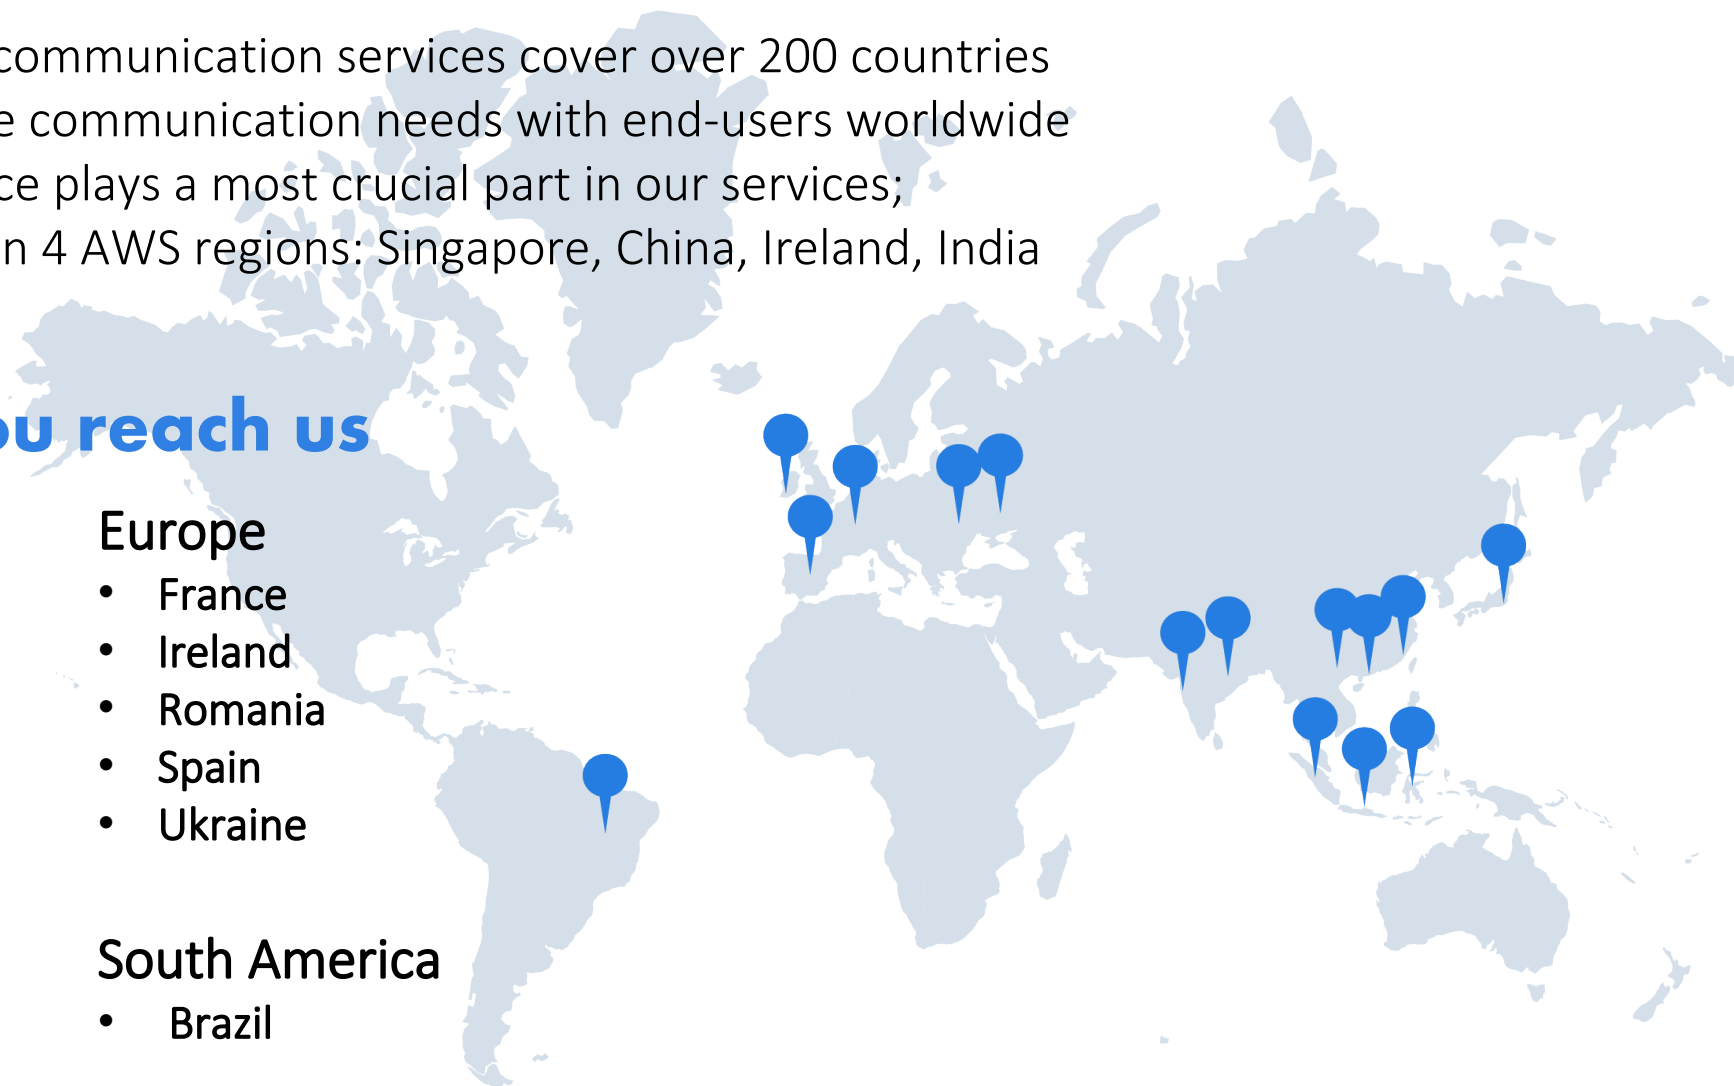 communication services cover over 200 countries
e communication needs with end-users worldwide
ce plays a most crucial part in our services;
n 4 AWS regions: Singapore, China, Ireland, India
ou reach us
Europe
• France
• Ireland
• Romania
• Spain
• Ukraine
South America
• Brazil